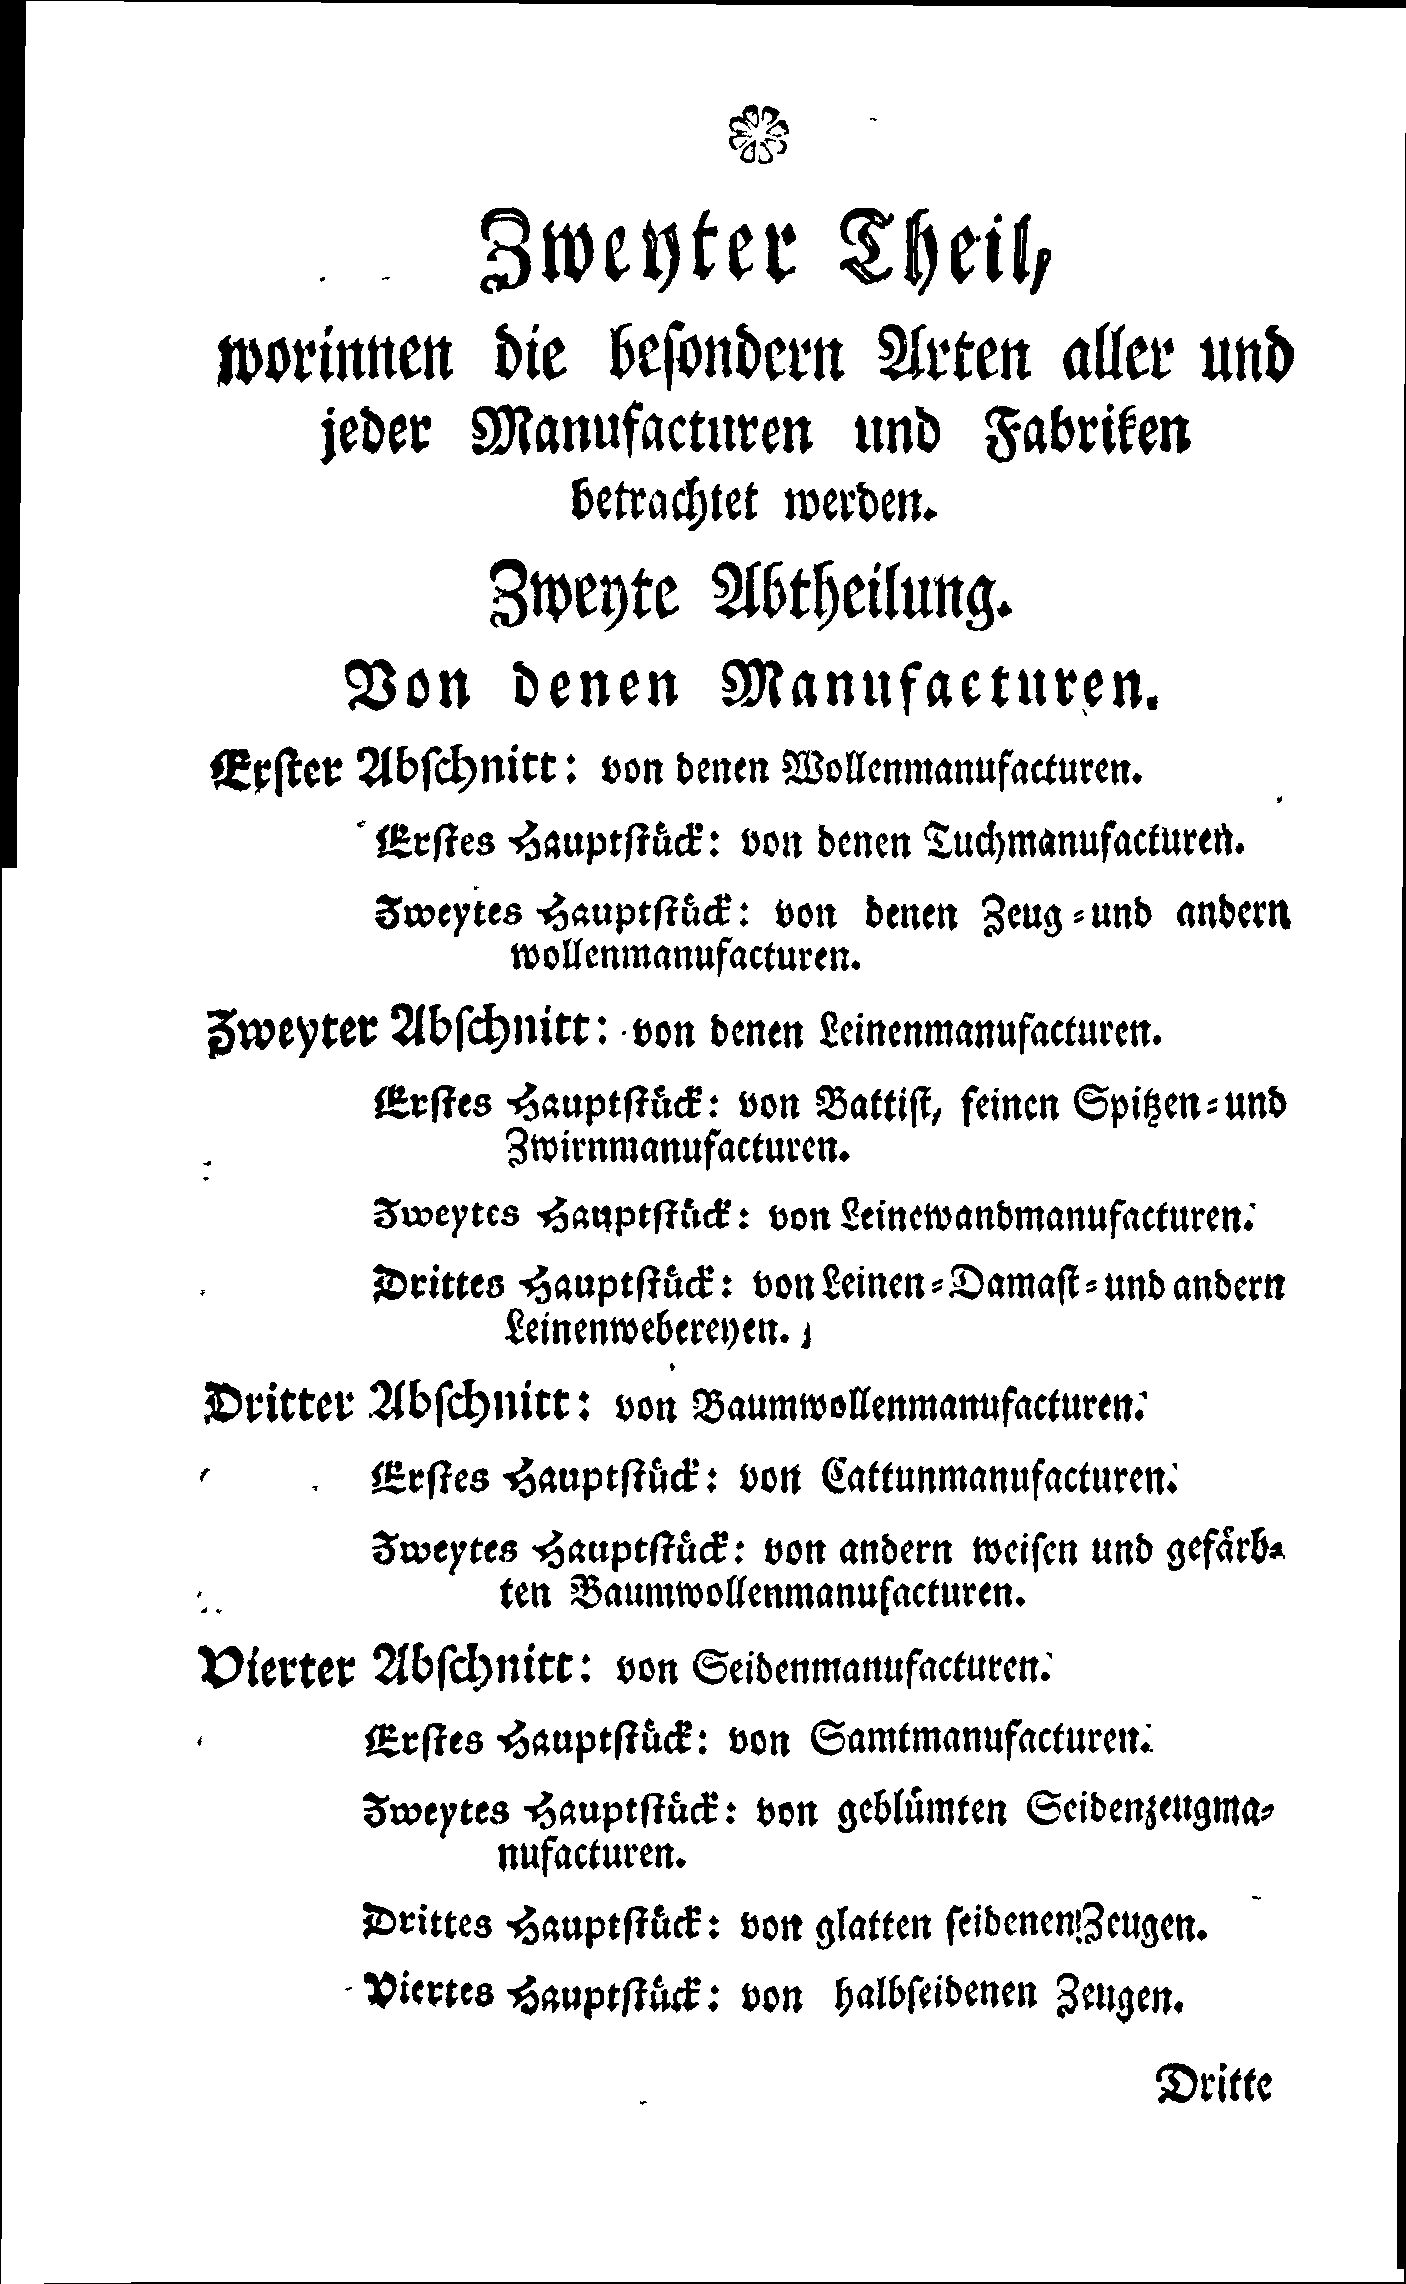 Zweyter Theil,
worinnen die besondern Arten aller und
jeder Manufacturen und Fabriken
betrachtet werden.
Zweyte Abtheilung.
Von denen Manufacturen.
Erster Abschnitt: von denen Wollenmanufacturen.
Erstes Hauptstück: von denen Tuchmanufacturen.
Zweytes Hauptstück: von denen Zeug-und andern
wollenmanufacturen.
Zweyter Abschnitt: von denen Leinenmanufacturen.
Erstes Hauptstück: von Battist, feinen Spitzen-und
Zwirnmanufacturen.
Zweytes Hauptstück: von Leinewandmanufacturen.
Drittes Hauptstück: von Leinen-Damast-und andern
Leinenwebereyen.
Dritter Abschnitt: von Baumwollenmanufacturen.
Erstes Hauptstück: von Cattunmanufacturen.
Zweytes Hauptstück: von andern weisen und gefärb-
ten Baumwollenmanufacturen.
Vierter Abschnitt: von Seidenmanufacturen.
Erstes Hauptstück: von Samtmanufacturen.
Zweytes Hauptstück: von geblümten Seidenzeugma-
nufacturen.
Drittes Hauptstück: von glatten seidenen Zeugen.
Viertes Hauptstück: von halbseidenen Zeugen.
Dritte